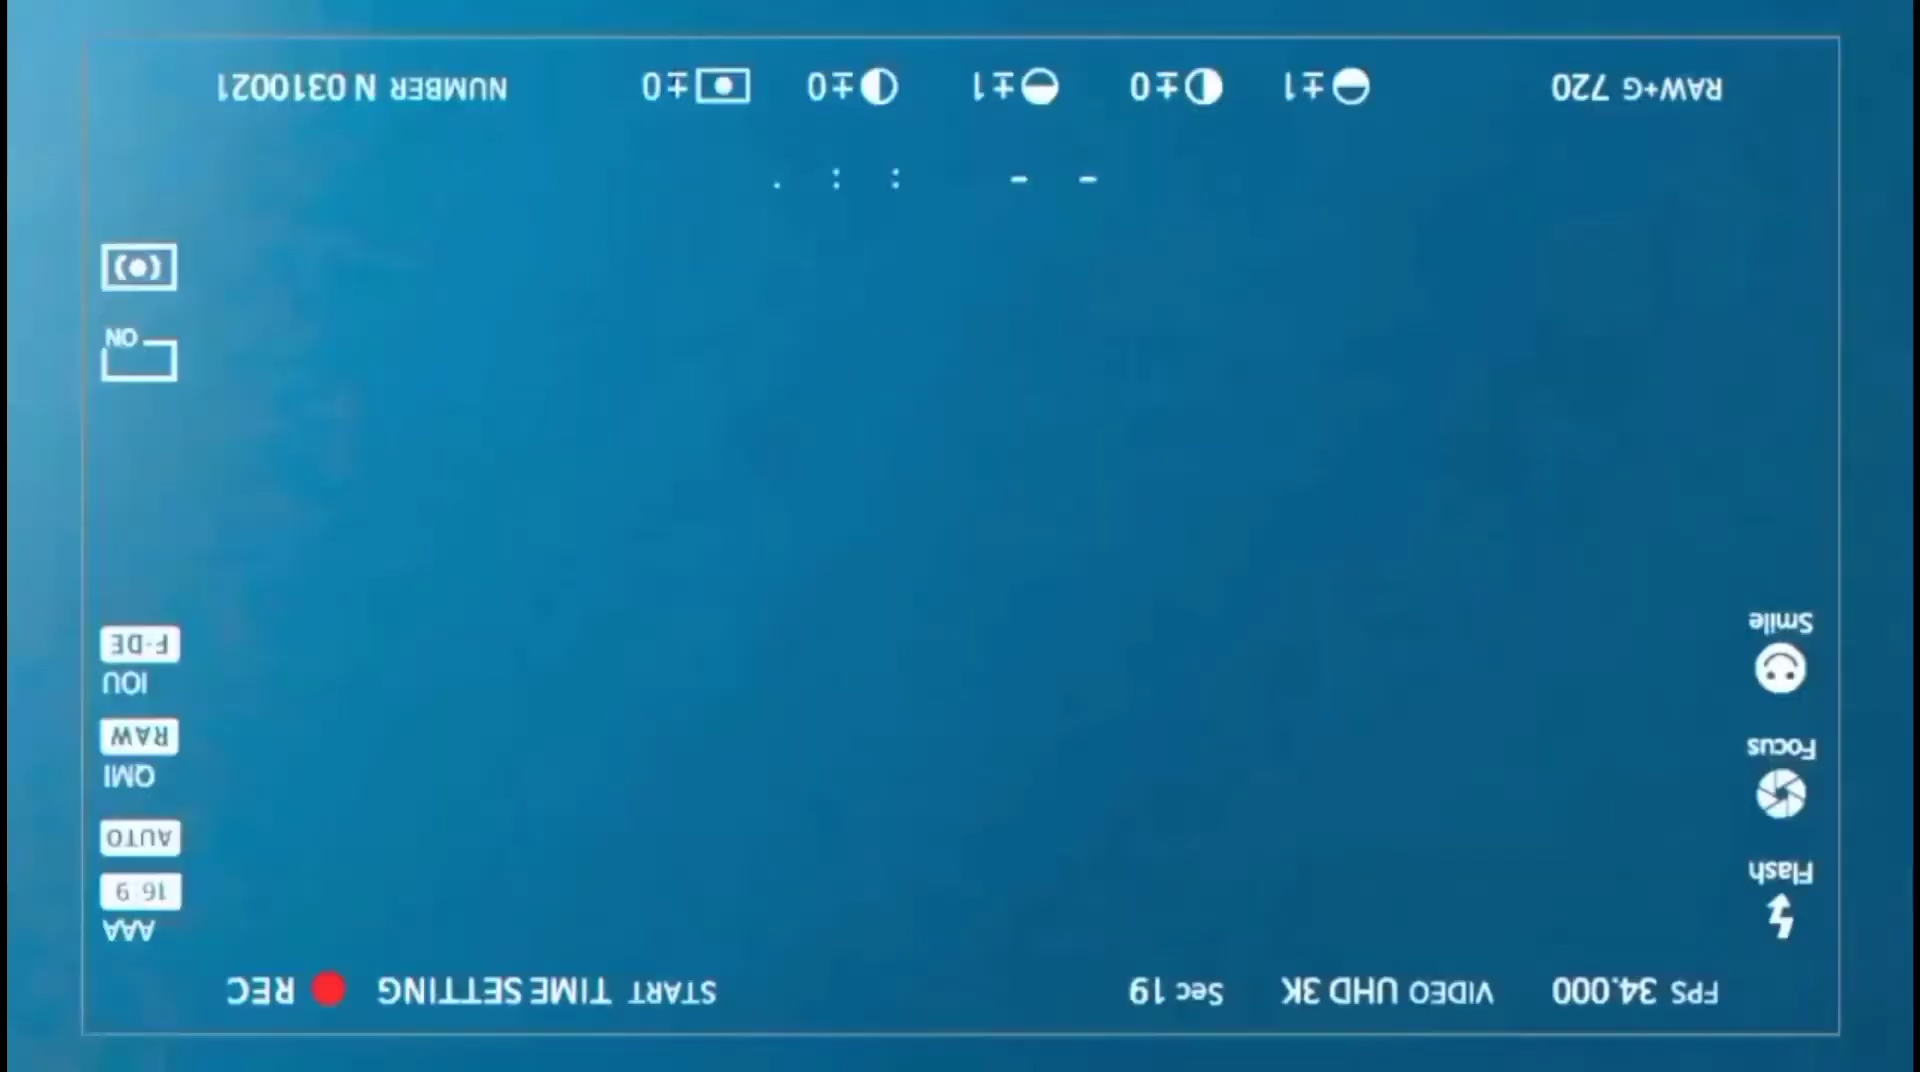 FPS 34.000 VIDEO UHD 3K Sec 19 START TIME SETTING REC
Flash
Focus
Smile
AAA
16 9
AUTO
QMI
RAW
IOU
F-DE
ON
- - : : .
RAW+G 720 ±1 ±0 ±1 ±0 ±0 NUMBER N 0310021